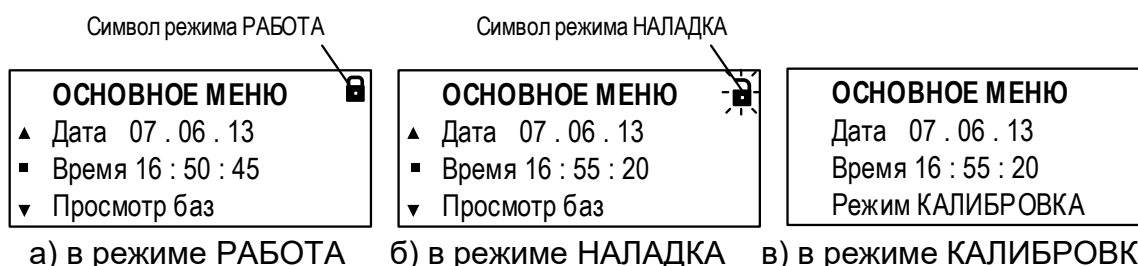 Символ режима РАБОТА
Символ режима НАЛАДКА
ОСНОВНОЕ МЕНЮ
Дата 07 . 06 . 13
Время 16 : 50 : 45
Просмотр баз
ОСНОВНОЕ МЕНЮ
Дата 07 . 06 . 13
Время 16 : 55 : 20
Просмотр баз
ОСНОВНОЕ МЕНЮ
Дата 07 . 06 . 13
Время 16 : 55 : 20
Режим КАЛИБРОВКА
а) в режиме РАБОТА
б) в режиме НАЛАДКА
в) в режиме КАЛИБРОВК